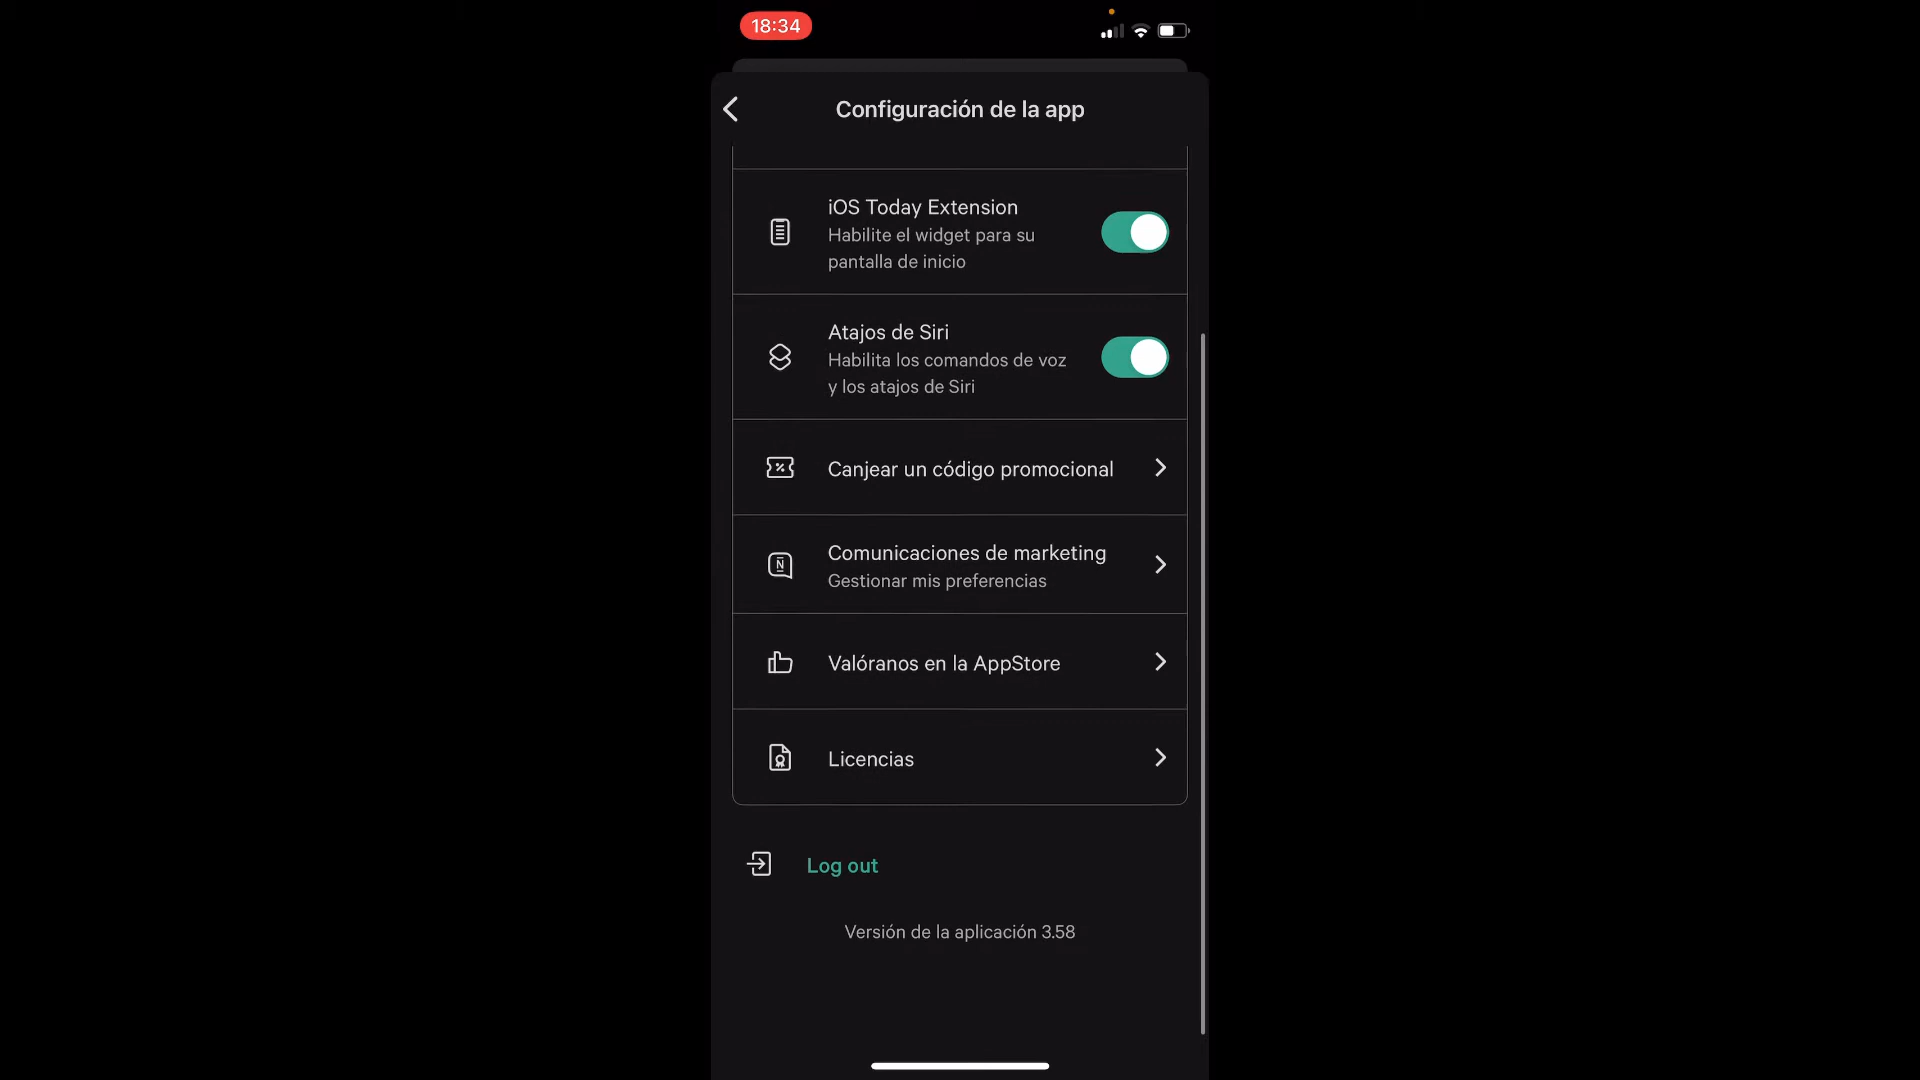 18:34
Configuración de la app
iOS Today Extension
Habilite el widget para su
pantalla de inicio
Atajos de Siri
Habilita los comandos de voz
y los atajos de Siri
Canjear un código promocional
Comunicaciones de marketing
Gestionar mis preferencias
Valóranos en la AppStore
Licencias
Log out
Versión de la aplicación 3.58